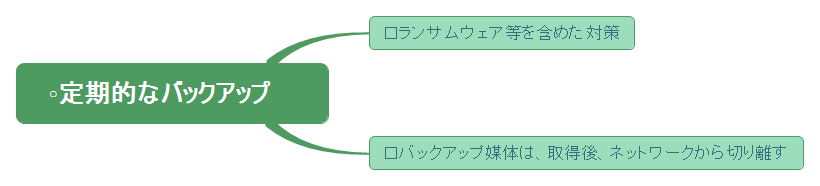 ◦定期的なバックアップ
□ランサムウェア等を含めた対策
□バックアップ媒体は、取得後、ネットワークから切り離す